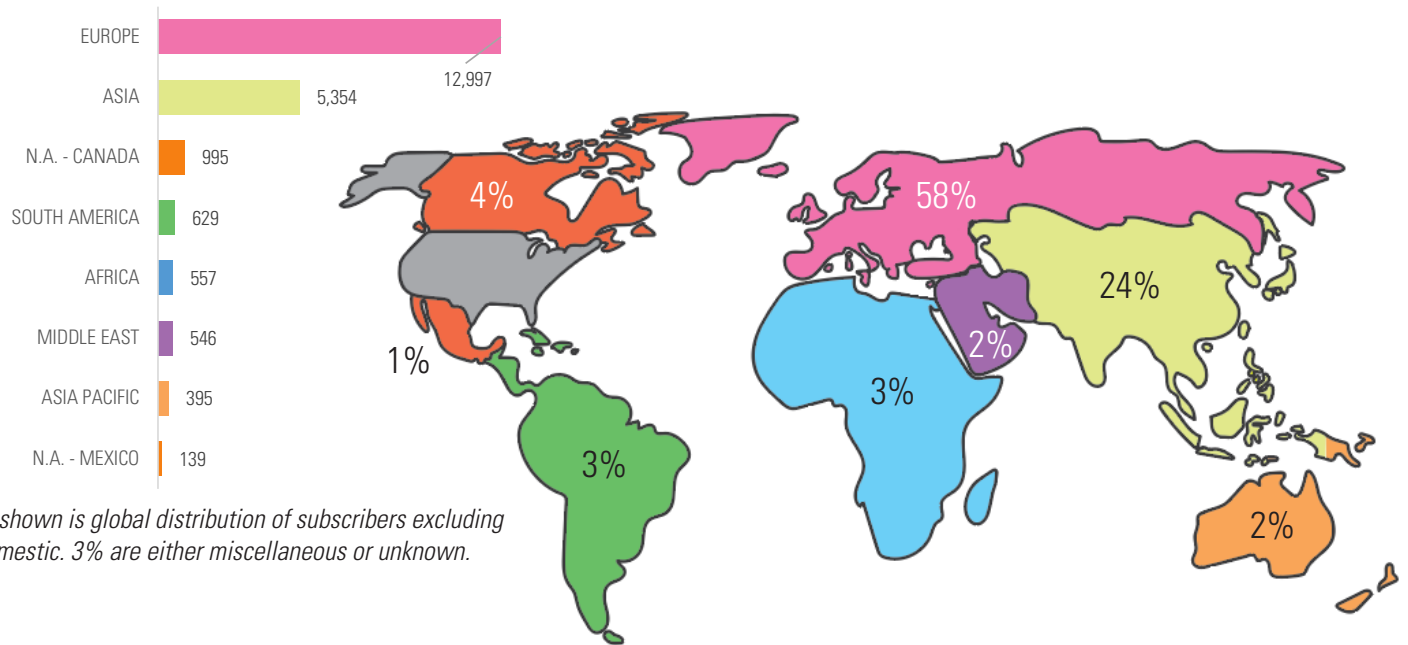 EUROPE
12,997
ASIA
5,354
N.A. - CANADA
995
SOUTH AMERICA
629
AFRICA
557
MIDDLE EAST
546
ASIA PACIFIC
395
N.A. - MEXICO
139
shown is global distribution of subscribers excluding
mestic. 3% are either miscellaneous or unknown.
4%
58%
24%
1%
2%
3%
3%
2%